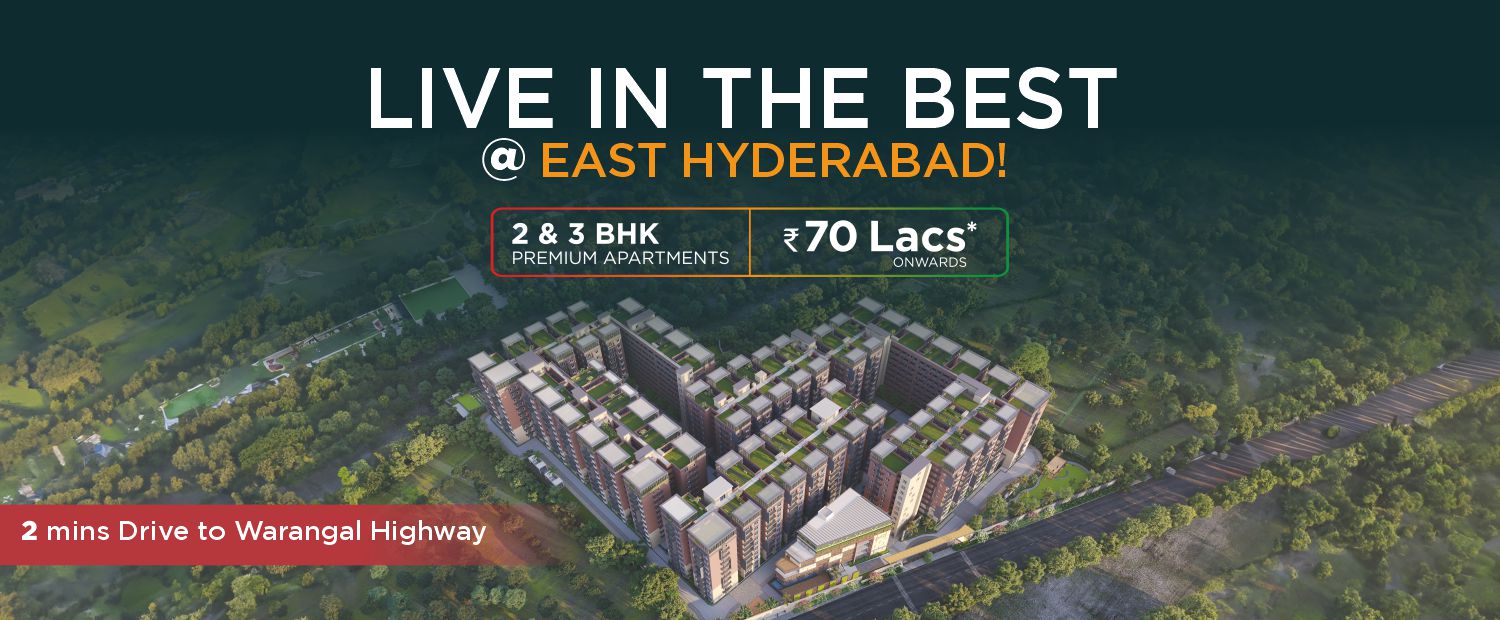 LIVE IN THE BEST
@ EAST HYDERABAD!
2 & 3 BHK
PREMIUM APARTMENTS
₹70 Lacs*
ONWARDS
2 mins Drive to Warangal Highway